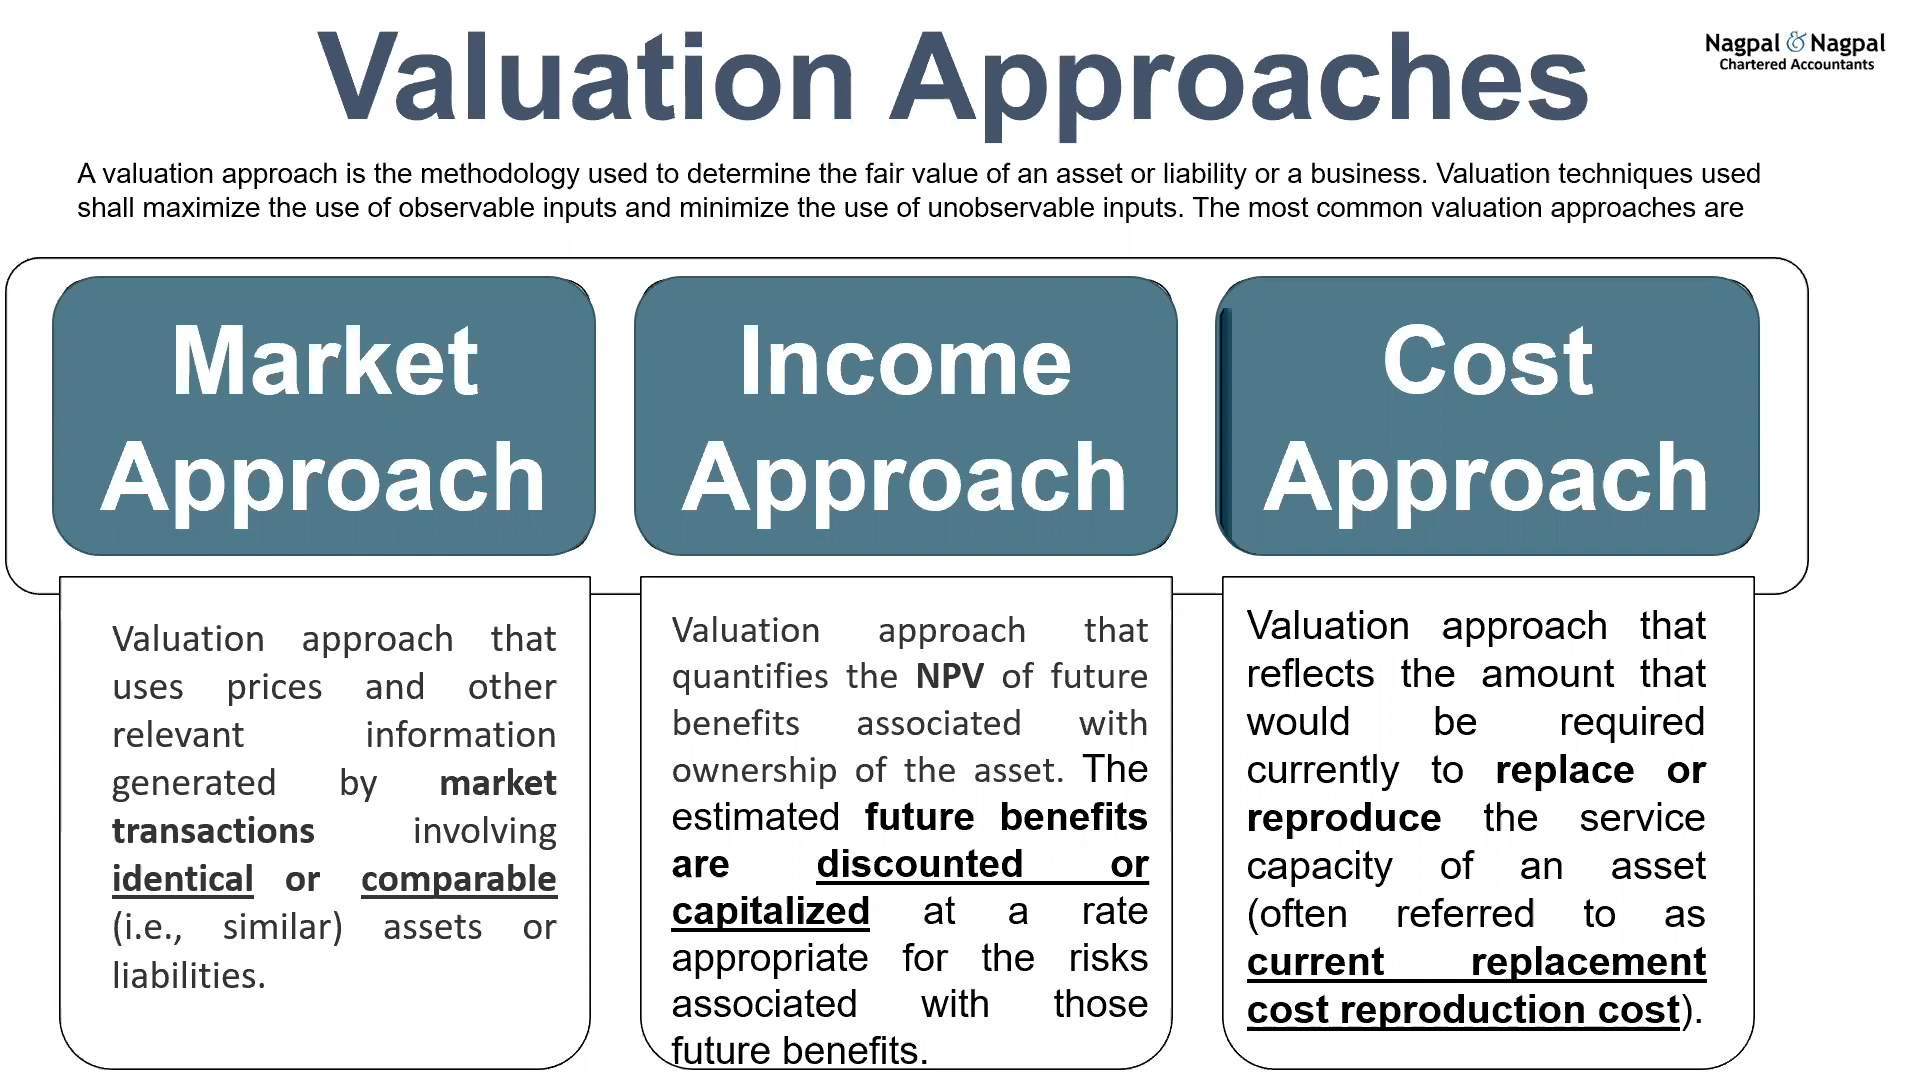 Valuation Approaches
Nagpal & Nagpal
Chartered Accountants
A valuation approach is the methodology used to determine the fair value of an asset or liability or a business. Valuation techniques used
shall maximize the use of observable inputs and minimize the use of unobservable inputs. The most common valuation approaches are
Market
Approach
Valuation approach that
uses prices and other
relevant information
generated by market
transactions involving
identical or comparable
(i.e., similar) assets or
liabilities.
Income
Approach
Valuation approach that
quantifies the NPV of future
benefits associated with
ownership of the asset. The
estimated future benefits
are discounted or
capitalized at a rate
appropriate for the risks
associated with those
future benefits.
Cost
Approach
Valuation approach that
reflects the amount that
would be required
currently to replace or
reproduce the service
capacity of an asset
(often referred to as
current replacement
cost reproduction cost).